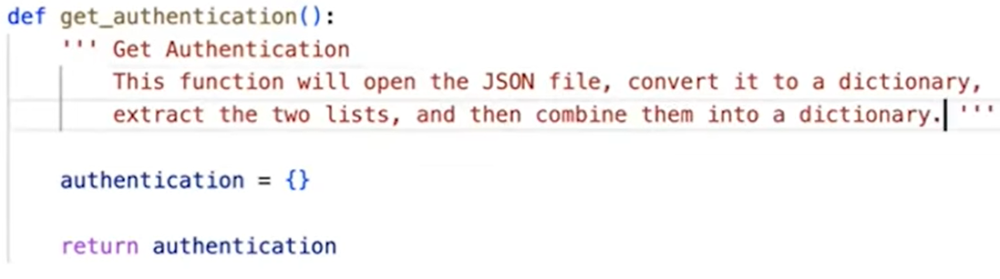 def get_authentication():
''' Get Authentication
This function will open the JSON file, convert it to a dictionary,
extract the two lists, and then combine them into a dictionary. '''
authentication = {}
return authentication